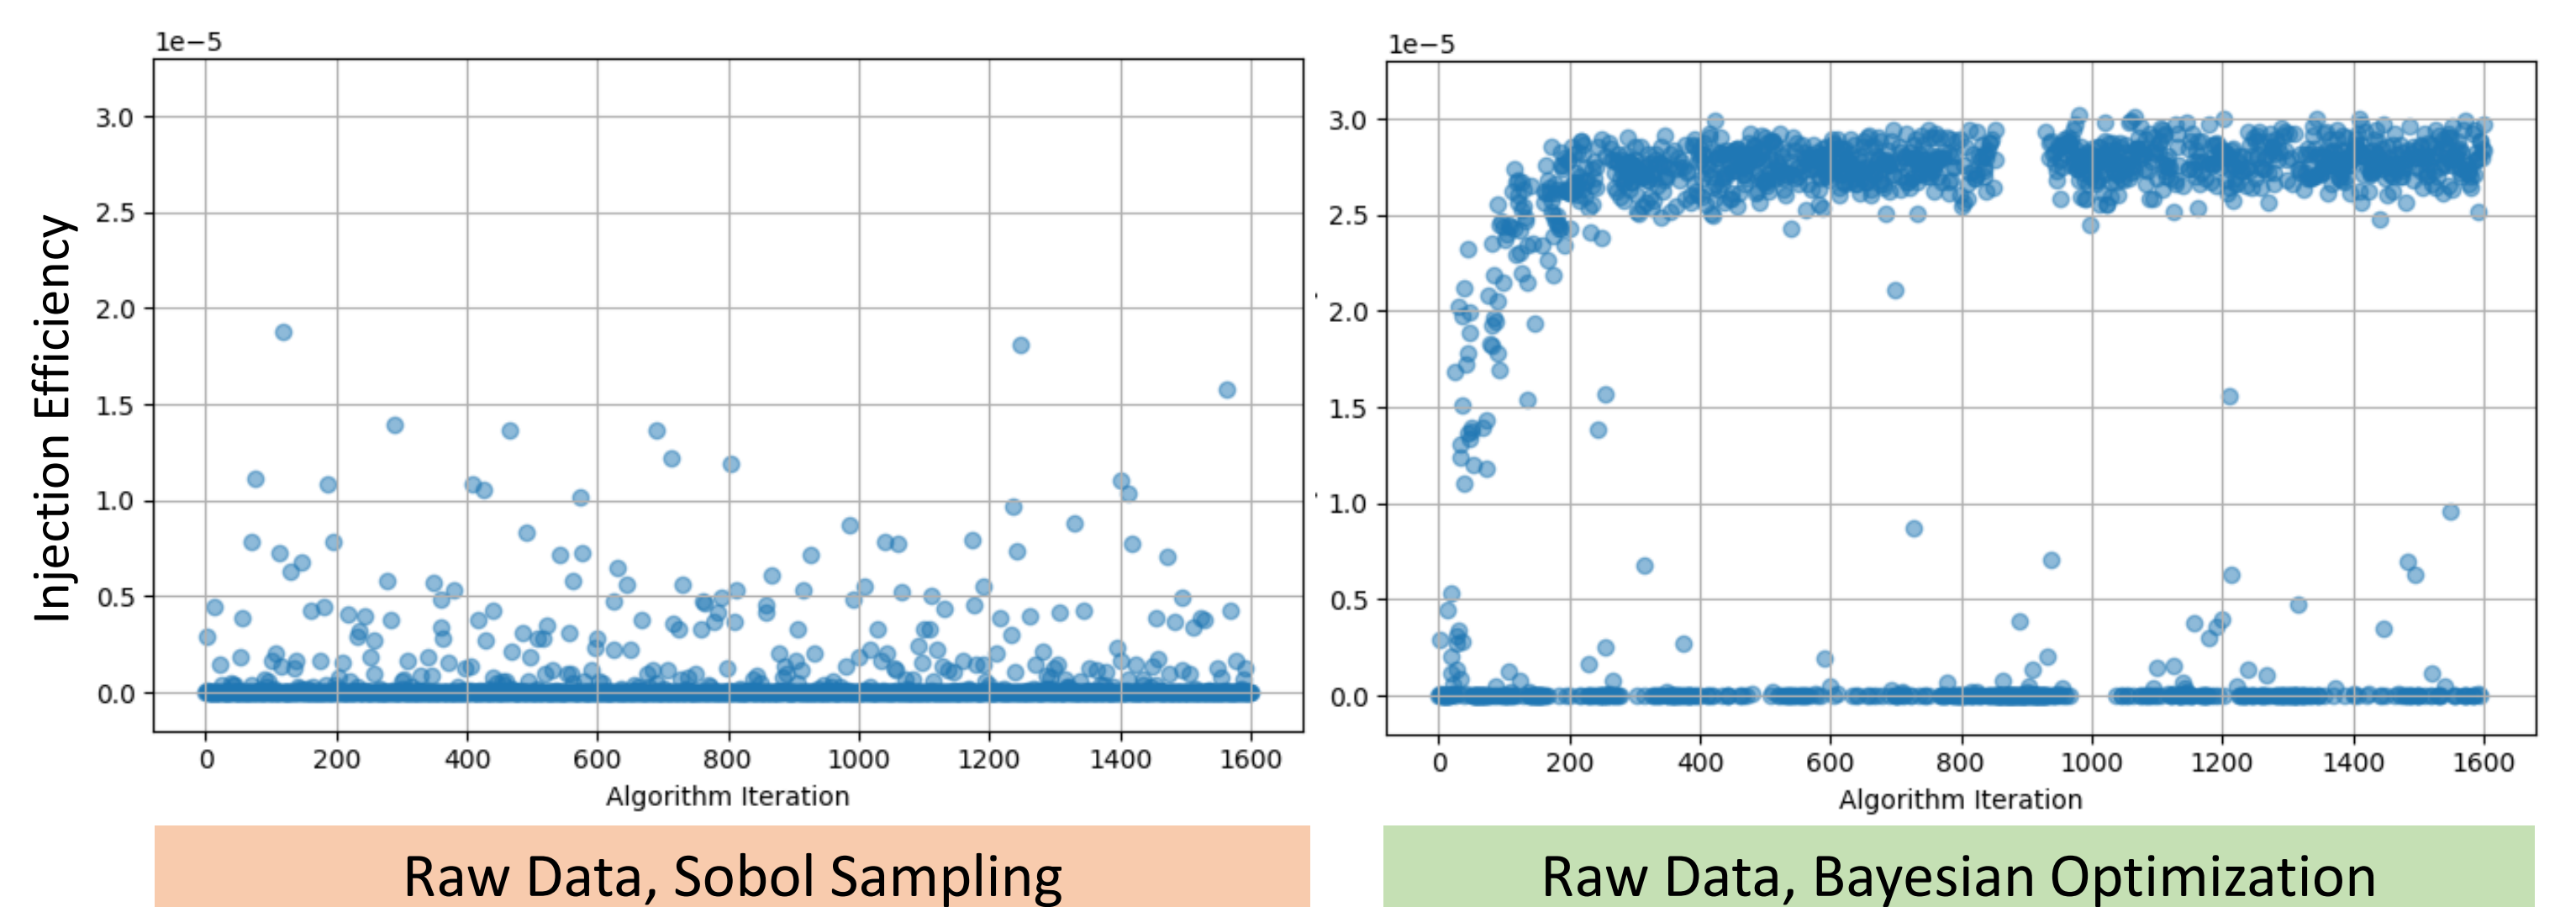 1e−5
3.0
2.5
2.0
1.5
1.0
0.5
0.0
Injection Efficiency
0 200 400 600 800 1000 1200 1400 1600
Algorithm Iteration
Raw Data, Sobol Sampling
1e−5
3.0
2.5
2.0
1.5
1.0
0.5
0.0
0 200 400 600 800 1000 1200 1400 1600
Algorithm Iteration
Raw Data, Bayesian Optimization